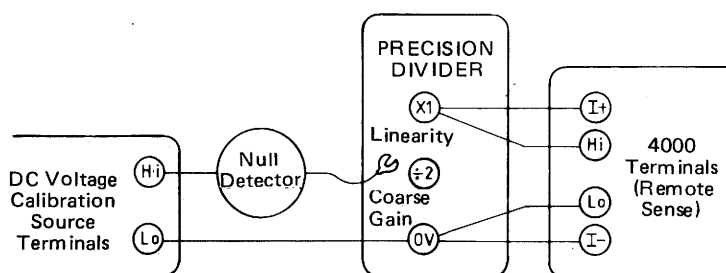 PRECISION
DIVIDER
X1
Linearity
÷2
Coarse
Gain
0V
Null
Detector
DC Voltage
Calibration
Source
Terminals
Hi
Lo
I+
Hi
Lo
I-
4000
Terminals
(Remote
Sense)